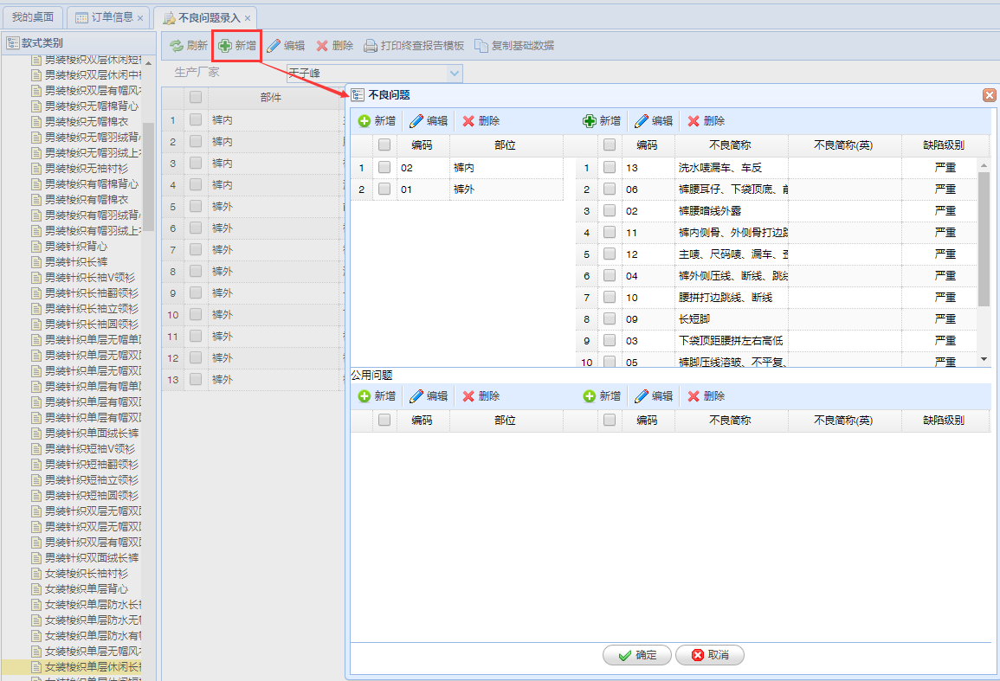 我的桌面 订单信息 × 不良问题录入 ×
款式类别
刷新 新增 编辑 删除 打印终查报告模板 复制基础数据
生产厂家 天子峰
男装梭织双层休闲短
男装梭织双层休闲中
男装梭织双层有帽风
男装梭织无帽棉背心
男装梭织无帽棉衣
男装梭织无帽羽绒背
男装梭织无帽羽绒上
男装梭织无袖衬衫
男装梭织有帽棉背心
男装梭织有帽棉衣
男装梭织有帽羽绒背
男装梭织有帽羽绒上
男装针织背心
男装针织长裤
男装针织长袖V领衫
男装针织长袖翻领衫
男装针织长袖立领衫
男装针织长袖圆领衫
男装针织单层无帽单
男装针织单层无帽双
男装针织单层无帽双
男装针织单层有帽单
男装针织单层有帽双
男装针织单层有帽双
男装针织单面绒长裤
男装针织短袖V领衫
男装针织短袖翻领衫
男装针织短袖立领衫
男装针织短袖圆领衫
男装针织双层无帽双
男装针织双层无帽双
男装针织双层有帽双
男装针织双面绒长裤
女装梭织长袖衬衫
女装梭织单层背心
女装梭织单层防水长
女装梭织单层防水无
女装梭织单层防水有
女装梭织单层无帽风
女装梭织单层休闲长
部件
1 裤内
2 裤内
3 裤内
4 裤内
5 裤外
6 裤外
7 裤外
8 裤外
9 裤外
10 裤外
11 裤外
12 裤外
13 裤外
不良问题
新增 编辑 删除
编码 部位
1 02 裤内
2 01 裤外
新增 编辑 删除
编码 不良简称 不良简称(英) 缺陷级别
1 13 洗水唛漏车、车反 严重
2 06 裤腰耳仔、下袋顶底、 严重
3 02 裤腰暗线外露 严重
4 11 裤内侧骨、外侧骨打边 严重
5 12 主唛、尺码唛、漏车、 严重
6 04 裤外侧压线、断线、跳 严重
7 10 腰拼打边跳线、断线 严重
8 09 长短脚 严重
9 03 下袋顶距腰拼左右高低 严重
10 05 裤脚压线溶皱、不平复、 严重
公用问题
新增 编辑 删除 新增 编辑 删除
编码 部位 编码 不良简称 不良简称(英) 缺陷级别
确定 取消